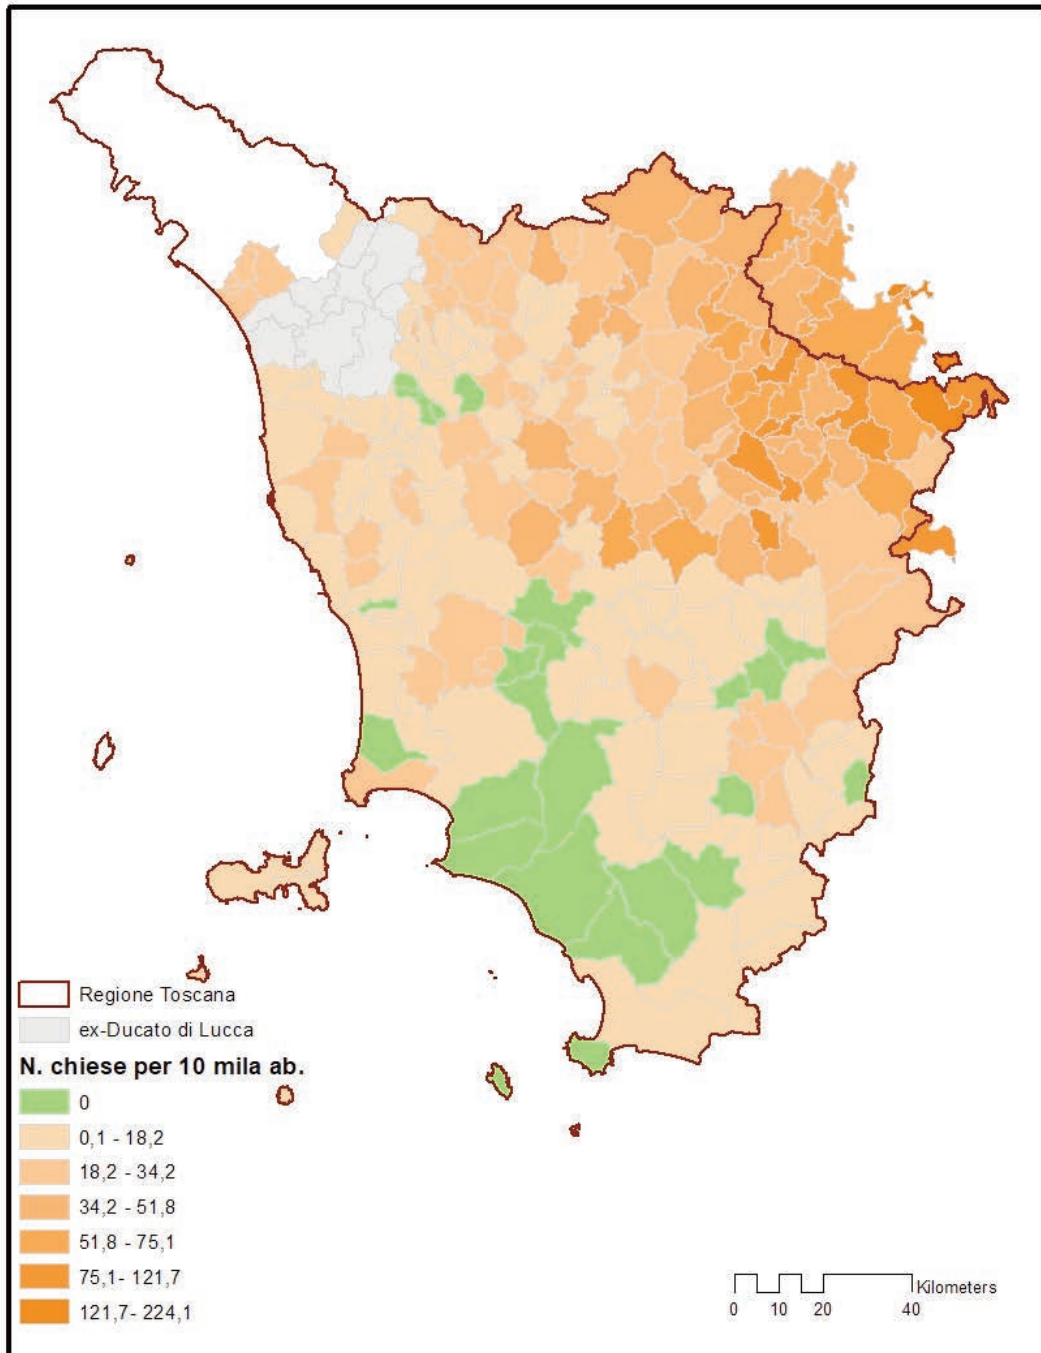 Regione Toscana
ex-Ducato di Lucca
N. chiese per 10 mila ab.
0
0,1 - 18,2
18,2 - 34,2
34,2 - 51,8
51,8 - 75,1
75,1- 121,7
121,7- 224,1
Kilometers
0 10 20 40